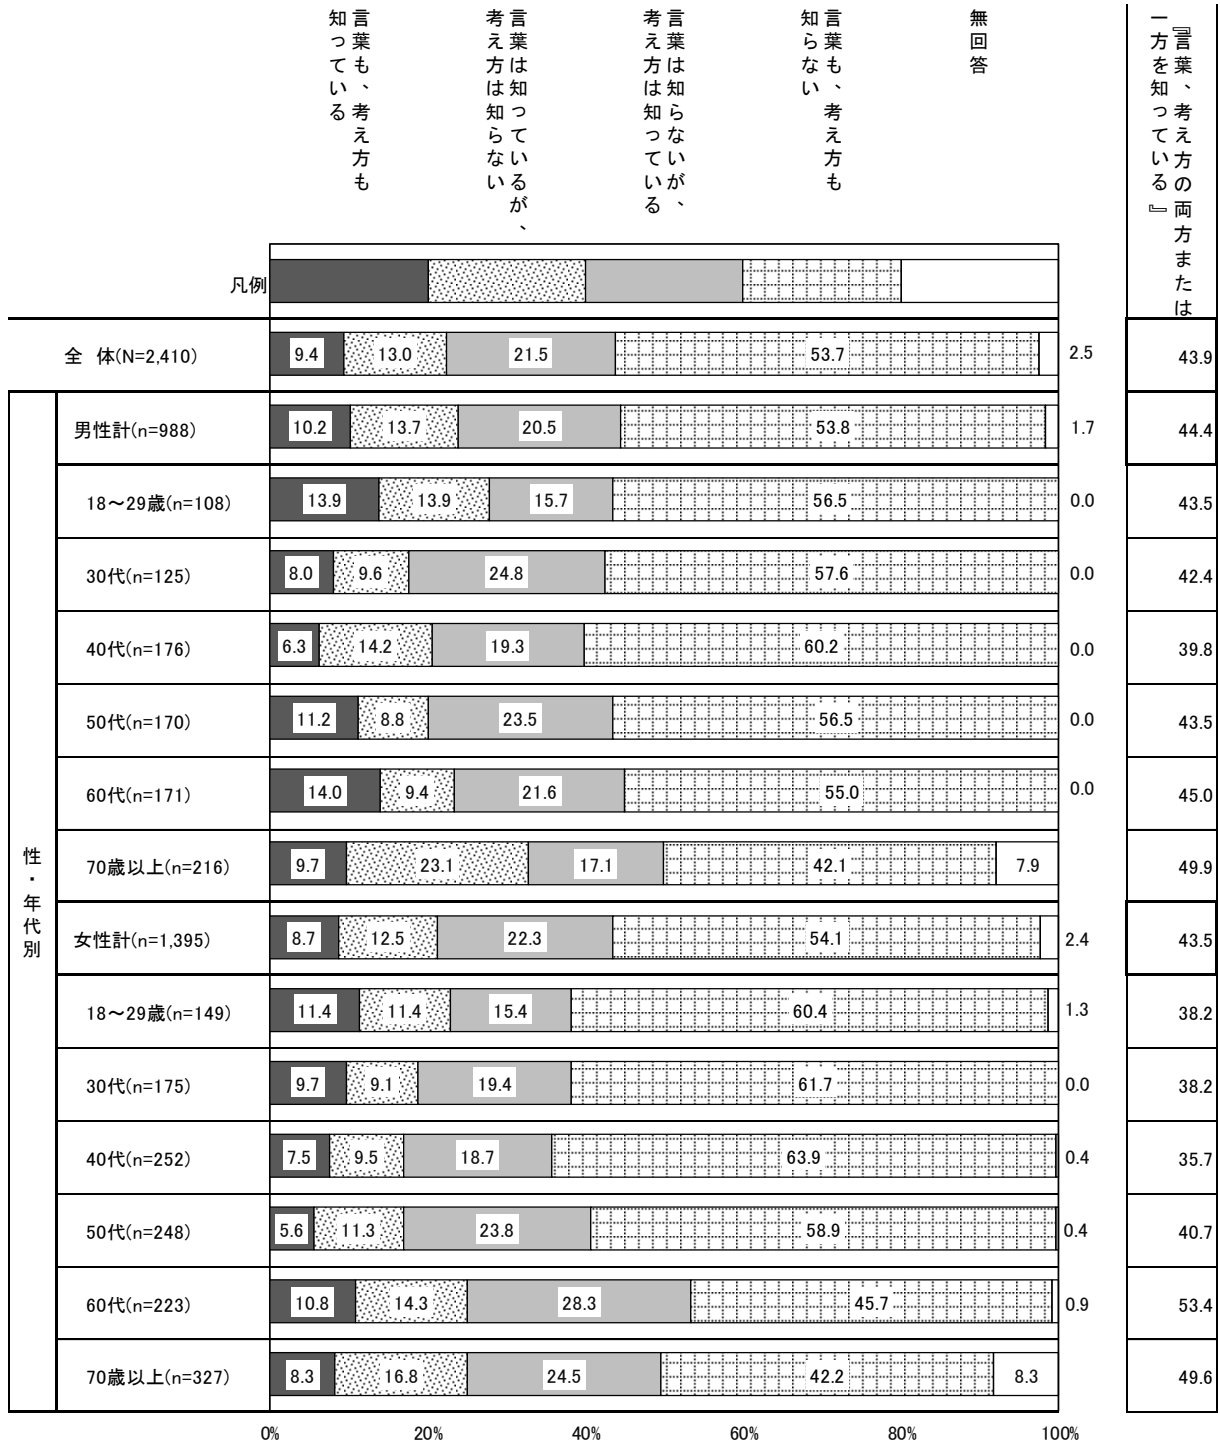 言葉も、考え方も
知っている
言葉は知っているが、
考え方は知らない
言葉は知らないが、
考え方は知っている
言葉も、考え方も
知らない
無回答
『言葉、考え方の両方または
一方を知っている』
凡例
全 体(N=2,410) 9.4 13.0 21.5 53.7 2.5 43.9
性・年代別
男性計(n=988) 10.2 13.7 20.5 53.8 1.7 44.4
18～29歳(n=108) 13.9 13.9 15.7 56.5 0.0 43.5
30代(n=125) 8.0 9.6 24.8 57.6 0.0 42.4
40代(n=176) 6.3 14.2 19.3 60.2 0.0 39.8
50代(n=170) 11.2 8.8 23.5 56.5 0.0 43.5
60代(n=171) 14.0 9.4 21.6 55.0 0.0 45.0
70歳以上(n=216) 9.7 23.1 17.1 42.1 7.9 49.9
女性計(n=1,395) 8.7 12.5 22.3 54.1 2.4 43.5
18～29歳(n=149) 11.4 11.4 15.4 60.4 1.3 38.2
30代(n=175) 9.7 9.1 19.4 61.7 0.0 38.2
40代(n=252) 7.5 9.5 18.7 63.9 0.4 35.7
50代(n=248) 5.6 11.3 23.8 58.9 0.4 40.7
60代(n=223) 10.8 14.3 28.3 45.7 0.9 53.4
70歳以上(n=327) 8.3 16.8 24.5 42.2 8.3 49.6
0% 20% 40% 60% 80% 100%